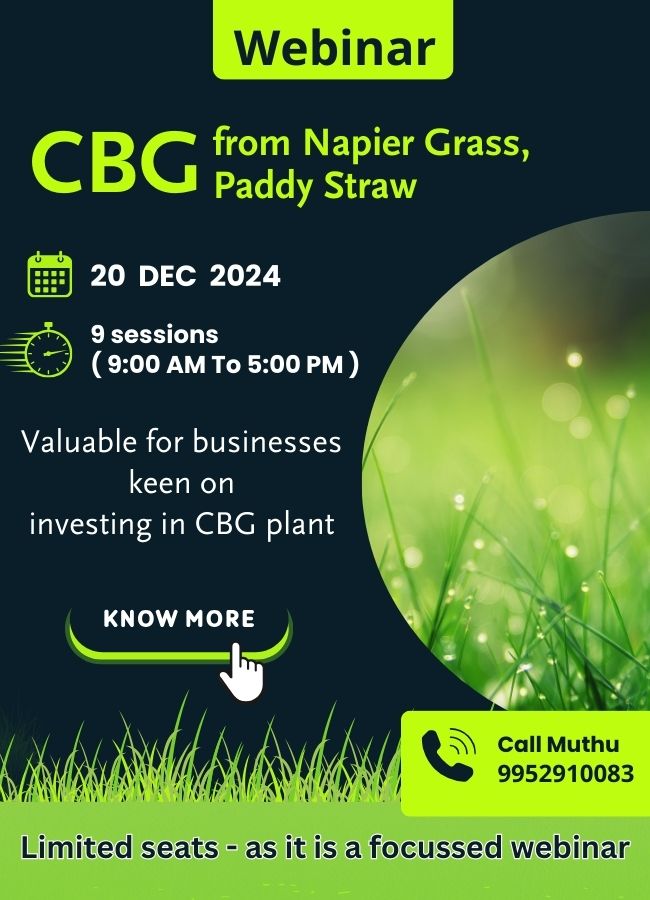 Webinar
CBG
from Napier Grass,
Paddy Straw
20 DEC 2024
9 sessions
( 9:00 AM To 5:00 PM )
Valuable for businesses
keen on
investing in CBG plant
KNOW MORE
Call Muthu
9952910083
Limited seats - as it is a focussed webinar